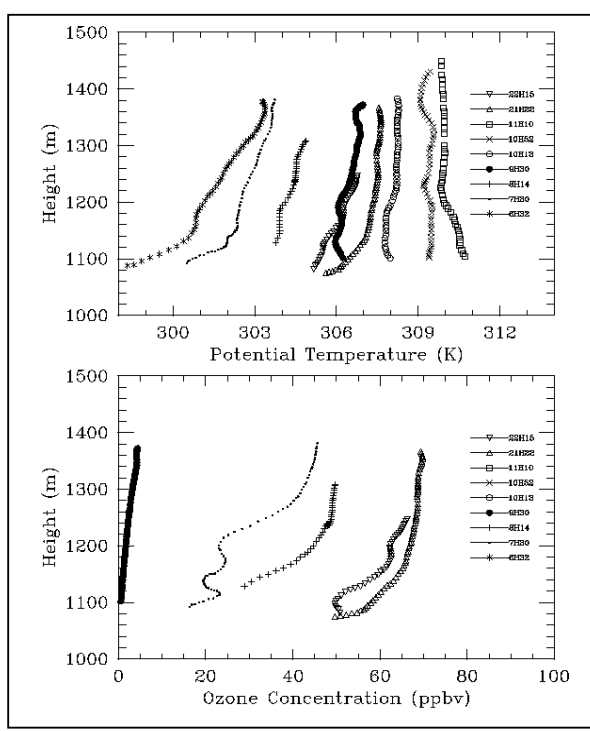 1500
1400
1300
1200
1100
1000
Height (m)
22H15
21H22
11H10
10H52
10H13
9H30
8H14
7H30
6H32
300 303 306 309 312
Potential Temperature (K)
1500
1400
1300
1200
1100
1000
Height (m)
22H15
21H22
11H10
10H52
10H13
9H30
8H14
7H30
6H32
0 20 40 60 80 100
Ozone Concentration (ppbv)